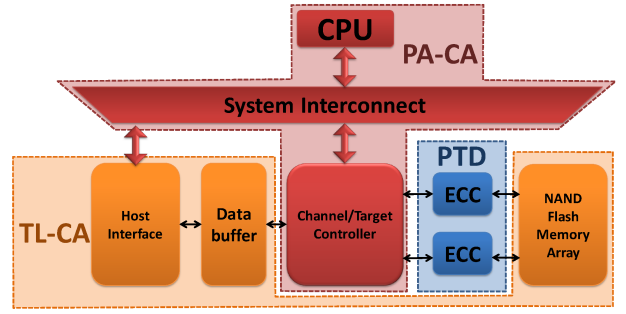 CPU
PA-CA
System Interconnect
PTD
TL-CA
Host
Interface
Data
buffer
Channel/Target
Controller
ECC
ECC
NAND
Flash
Memory
Array